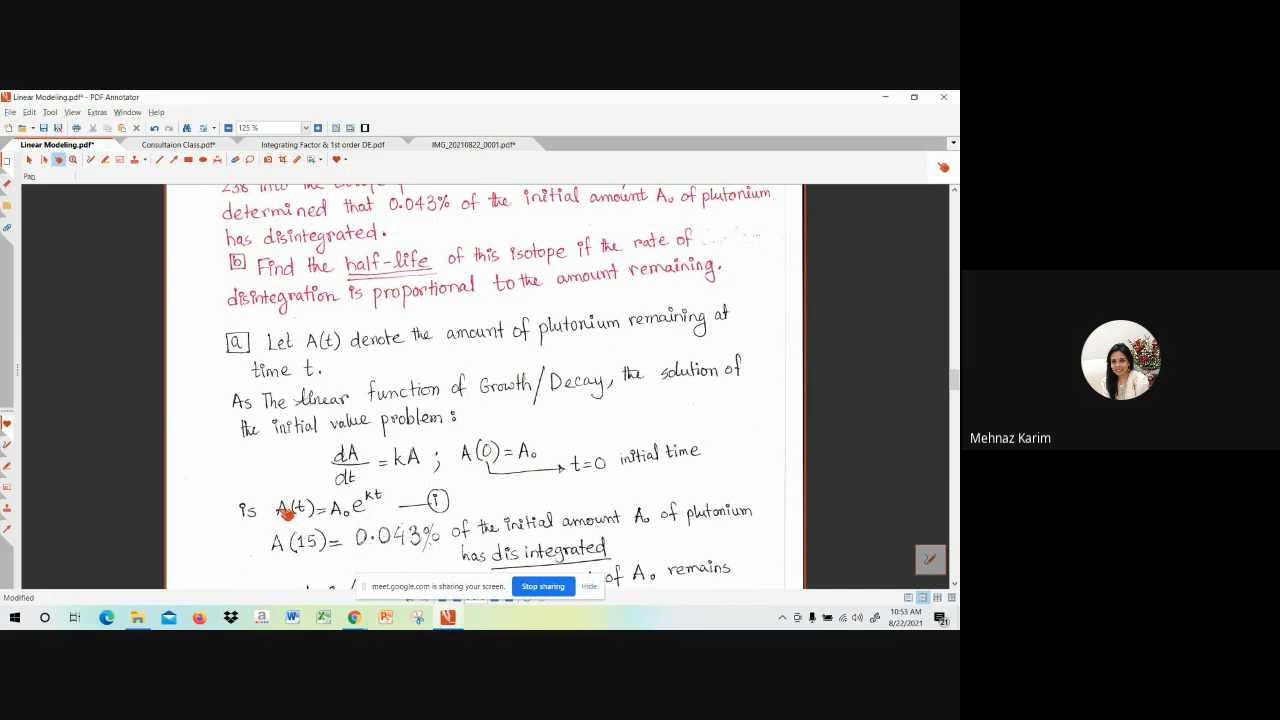 Linear Modeling.pdf* - PDF Annotator
File Edit Tool View Extras Window Help
125 %
Linear Modeling.pdf* Consultaion Class.pdf* Integrating Factor & 1st order DE.pdf IMG_20210822_0001.pdf*
Pan
238 into the
determined that 0.043% of the initial amount A₀ of plutonium
has disintegrated.
b Find the half-life of this isotope if the rate of
disintegration is proportional to the amount remaining.
a Let A(t) denote the amount of plutonium remaining at
time t.
As The linear function of Growth/Decay, the solution of
the initial value problem:
dA/dt = kA ; A(0) = A₀ t=0 initial time
is A(t) = A₀e^kt — i
A(15) = 0.043% of the initial amount A₀ of plutonium
has disintegrated
of A₀ remains
meet.google.com is sharing your screen. Stop sharing Hide
Modified
10:53 AM
8/22/2021
21
Mehnaz Karim